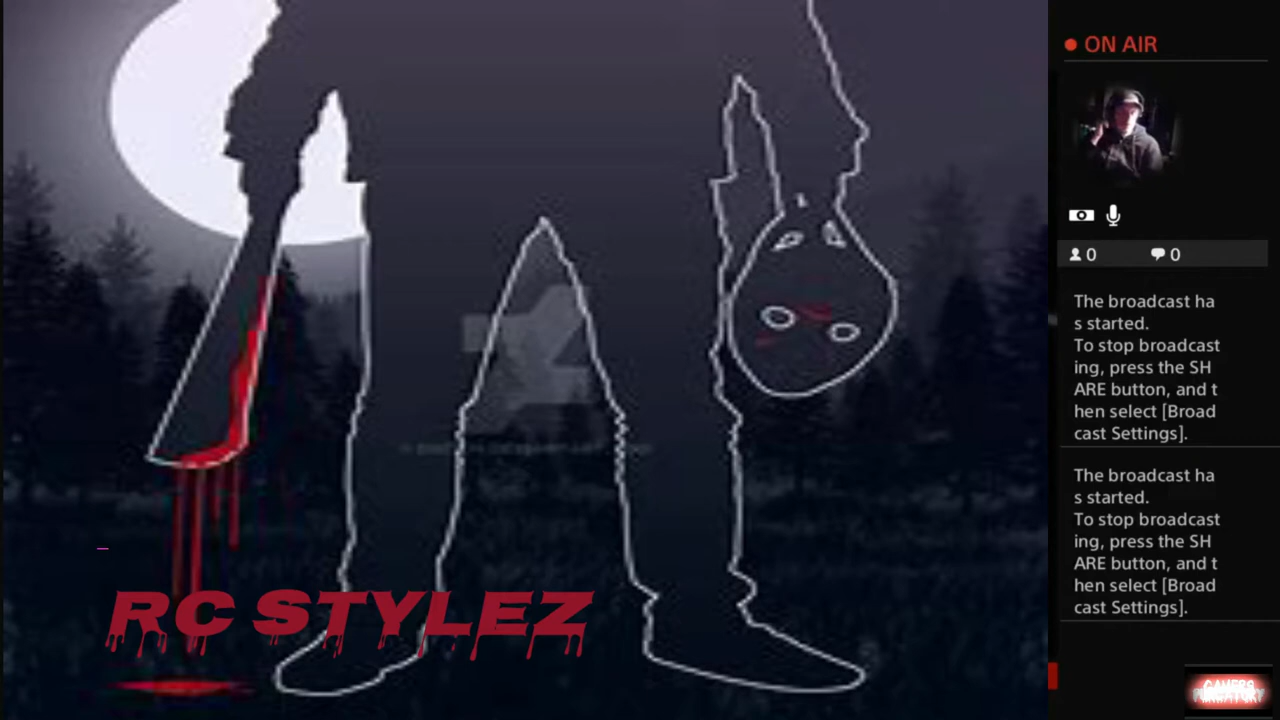 ON AIR
0 0
The broadcast ha
s started.
To stop broadcast
ing, press the SH
ARE button, and t
hen select [Broad
cast Settings].
The broadcast ha
s started.
To stop broadcast
ing, press the SH
ARE button, and t
hen select [Broad
cast Settings].
RC STYLEZ